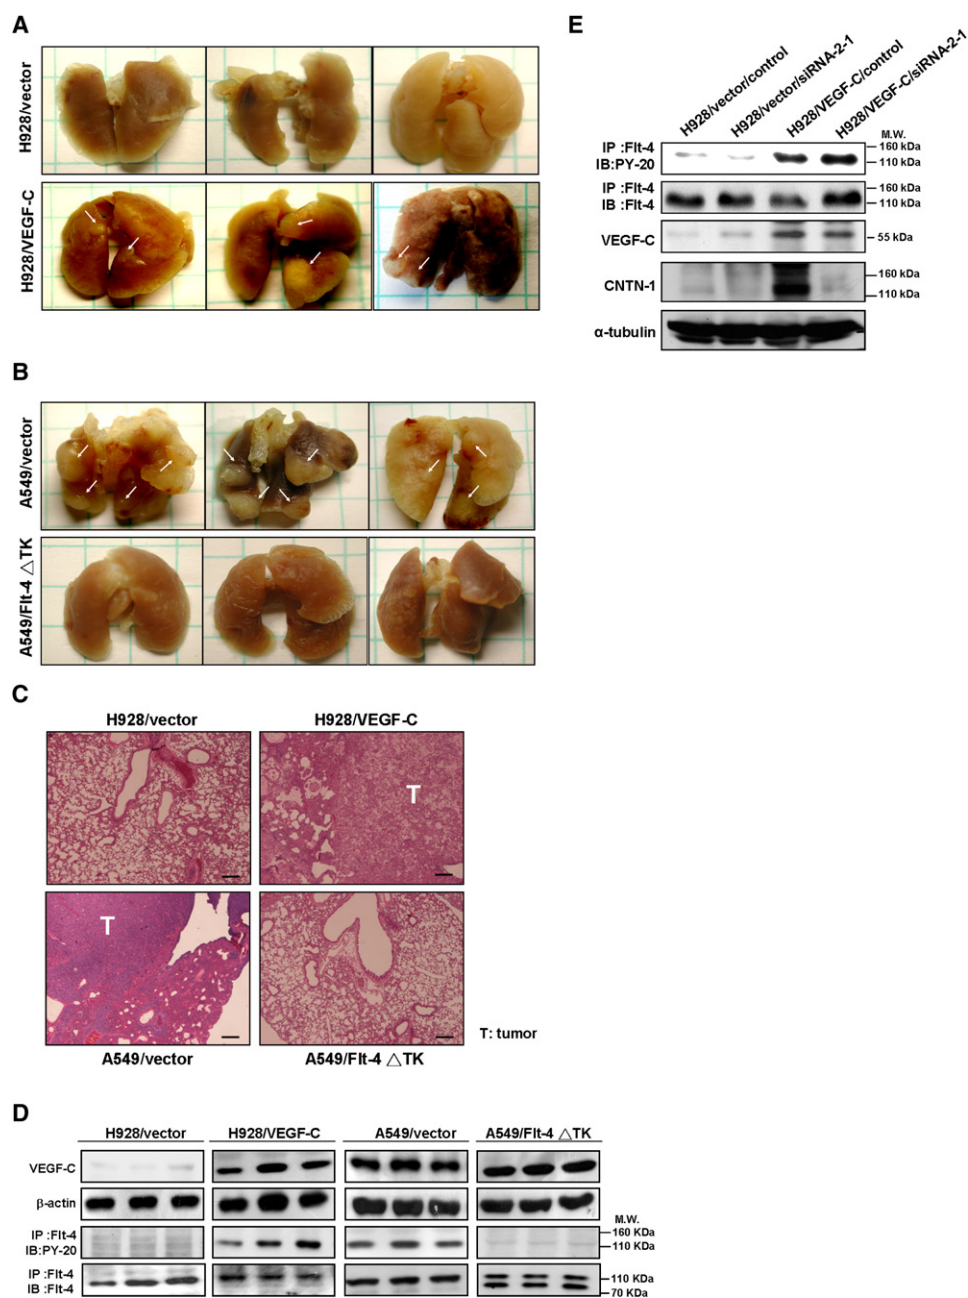 A
H928/vector
H928/VEGF-C
B
A549/vector
A549/Flt-4 △TK
C
H928/vector
H928/VEGF-C
T
T
A549/vector
A549/Flt-4 △TK
T: tumor
D
H928/vector
H928/VEGF-C
A549/vector
A549/Flt-4 △TK
VEGF-C
β-actin
M.W.
IP :Flt-4
IB:PY-20
160 KDa
110 KDa
IP :Flt-4
IB :Flt-4
110 KDa
70 KDa
E
H928/vector/control
H928/vector/siRNA-2-1
H928/VEGF-C/control
H928/VEGF-C/siRNA-2-1
M.W.
IP :Flt-4
IB:PY-20
160 kDa
110 kDa
IP :Flt-4
IB :Flt-4
160 kDa
110 kDa
VEGF-C
55 kDa
CNTN-1
160 kDa
110 kDa
α-tubulin